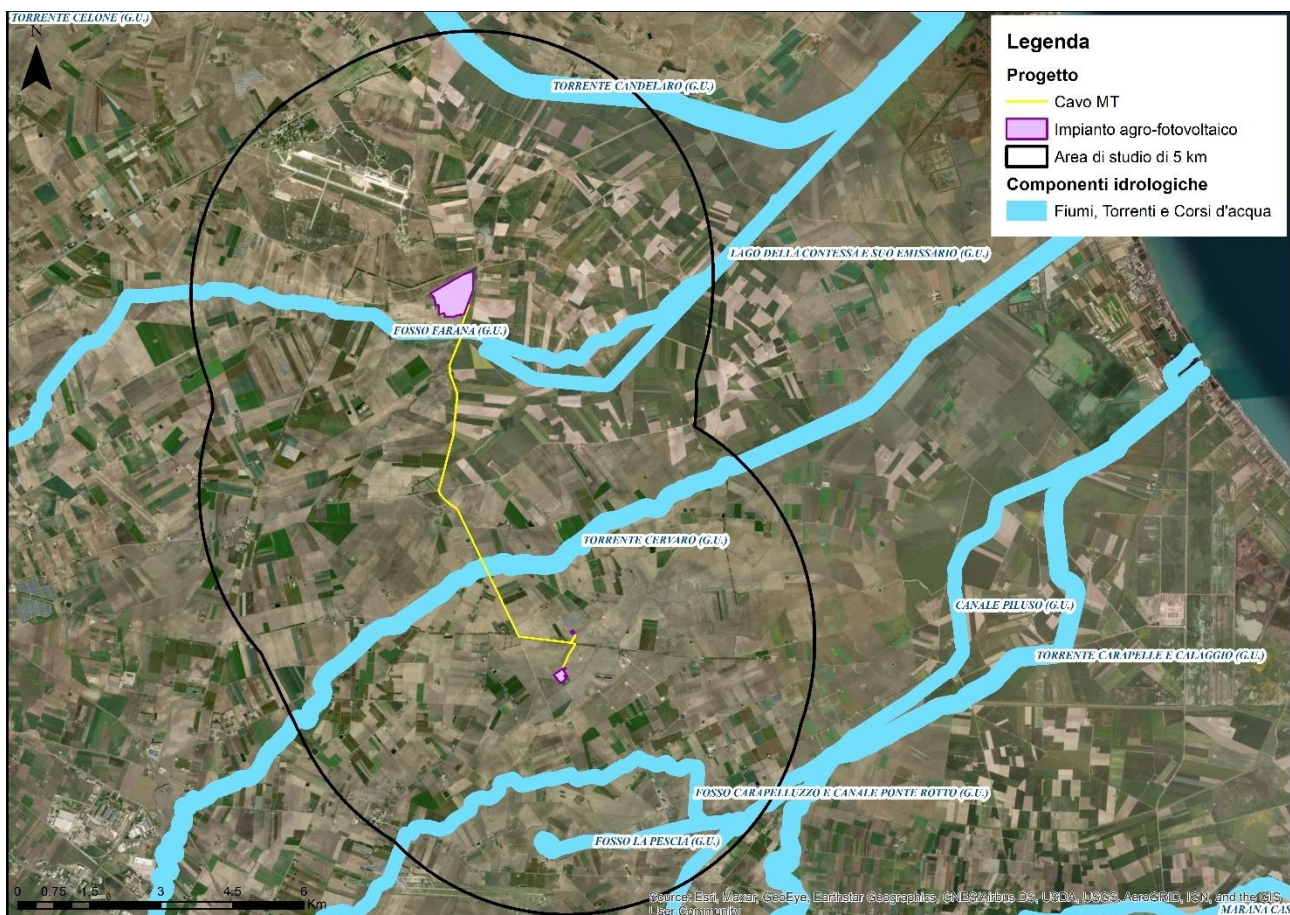 TORRENTE CELONE (G.U.)
N
Legenda
Progetto
Cavo MT
Impianto agro-fotovoltaico
Area di studio di 5 km
Componenti idrologiche
Fiumi, Torrenti e Corsi d'acqua
TORRENTE CANDELARO (G.U.)
LAGO DELLA CONTESSA E SUO EMISSARIO (G.U.)
FOSSO FARANA (G.U.)
TORRENTE CERVARO (G.U.)
CANALE PILUSO (G.U.)
TORRENTE CARAPELLE E CALAGGIO (G.U.)
FOSSO CARAPELLUZZO E CANALE PONTE ROTTO (G.U.)
FOSSO LA PESCIA (G.U.)
0 0.75 1.5 3 4.5 6
Km
Source: Esri, Maxar, GeoEye, Earthstar Geographics, CNES/Airbus DS, USDA, USGS, AeroGRID, IGN, and the GIS
User Community
MARANA CAS